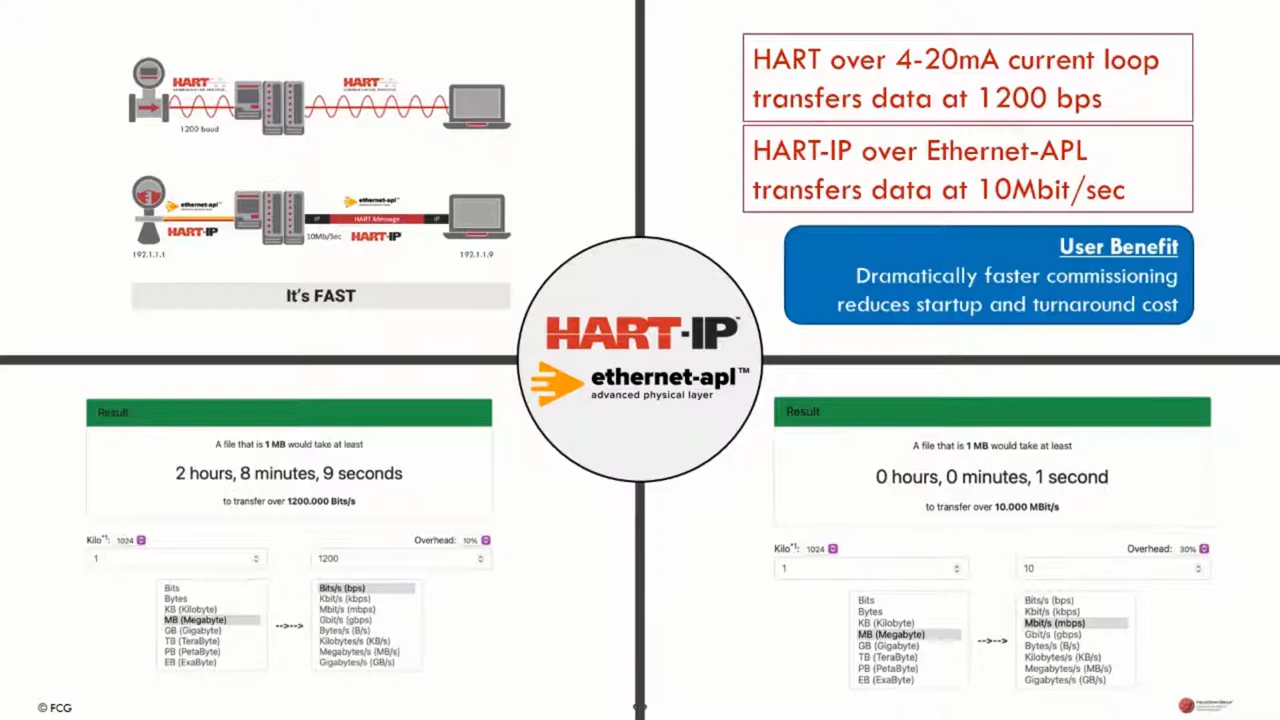 HART
HART
1200 baud
ethernet-apl
HART-IP
192.1.1.1
ethernet-apl
IP
HART Message
IP
10Mb/Sec
HART-IP
192.1.1.9
It's FAST
HART over 4-20mA current loop
transfers data at 1200 bps
HART-IP over Ethernet-APL
transfers data at 10Mbit/sec
User Benefit
Dramatically faster commissioning
reduces startup and turnaround cost
HART-IP™
ethernet-apl™
advanced physical layer
Result
A file that is 1 MB would take at least
2 hours, 8 minutes, 9 seconds
to transfer over 1200.000 Bits/s
Kilo*1: 1024
Overhead: 10%
1
1200
Bits
Bytes
KB (Kilobyte)
MB (Megabyte)
GB (Gigabyte)
TB (TeraByte)
PB (PetaByte)
EB (ExaByte)
-->-->
Bits/s (bps)
Kbit/s (kbps)
Mbit/s (mbps)
Gbit/s (gbps)
Bytes/s (B/s)
Kilobytes/s (KB/s)
Megabytes/s (MB/s)
Gigabytes/s (GB/s)
Result
A file that is 1 MB would take at least
0 hours, 0 minutes, 1 second
to transfer over 10.000 MBit/s
Kilo*1: 1024
Overhead: 30%
1
10
Bits
Bytes
KB (Kilobyte)
MB (Megabyte)
GB (Gigabyte)
TB (TeraByte)
PB (PetaByte)
EB (ExaByte)
-->-->
Bits/s (bps)
Kbit/s (kbps)
Mbit/s (mbps)
Gbit/s (gbps)
Bytes/s (B/s)
Kilobytes/s (KB/s)
Megabytes/s (MB/s)
Gigabytes/s (GB/s)
© FCG